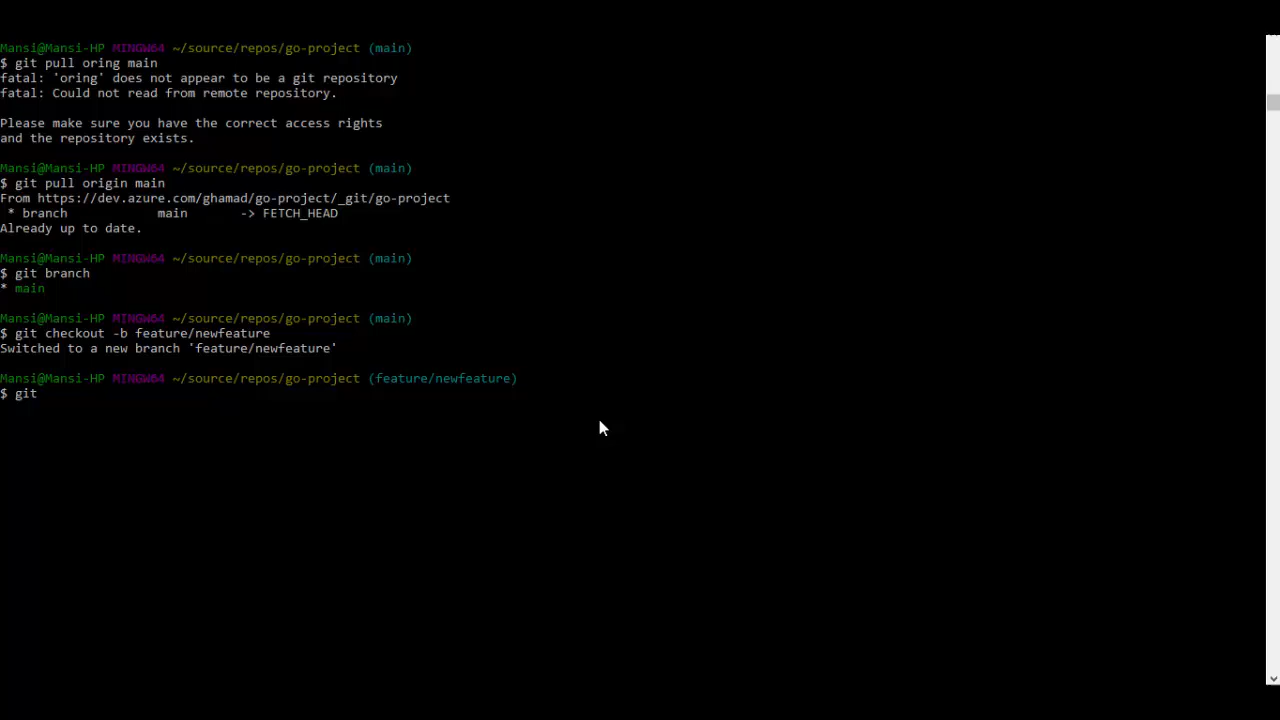 Mansi@Mansi-HP MINGW64 ~/source/repos/go-project (main)
$ git pull oring main
fatal: 'oring' does not appear to be a git repository
fatal: Could not read from remote repository.
Please make sure you have the correct access rights
and the repository exists.
Mansi@Mansi-HP MINGW64 ~/source/repos/go-project (main)
$ git pull origin main
From https://dev.azure.com/ghamad/go-project/_git/go-project
 * branch            main       -> FETCH_HEAD
Already up to date.
Mansi@Mansi-HP MINGW64 ~/source/repos/go-project (main)
$ git branch
* main
Mansi@Mansi-HP MINGW64 ~/source/repos/go-project (main)
$ git checkout -b feature/newfeature
Switched to a new branch 'feature/newfeature'
Mansi@Mansi-HP MINGW64 ~/source/repos/go-project (feature/newfeature)
$ git